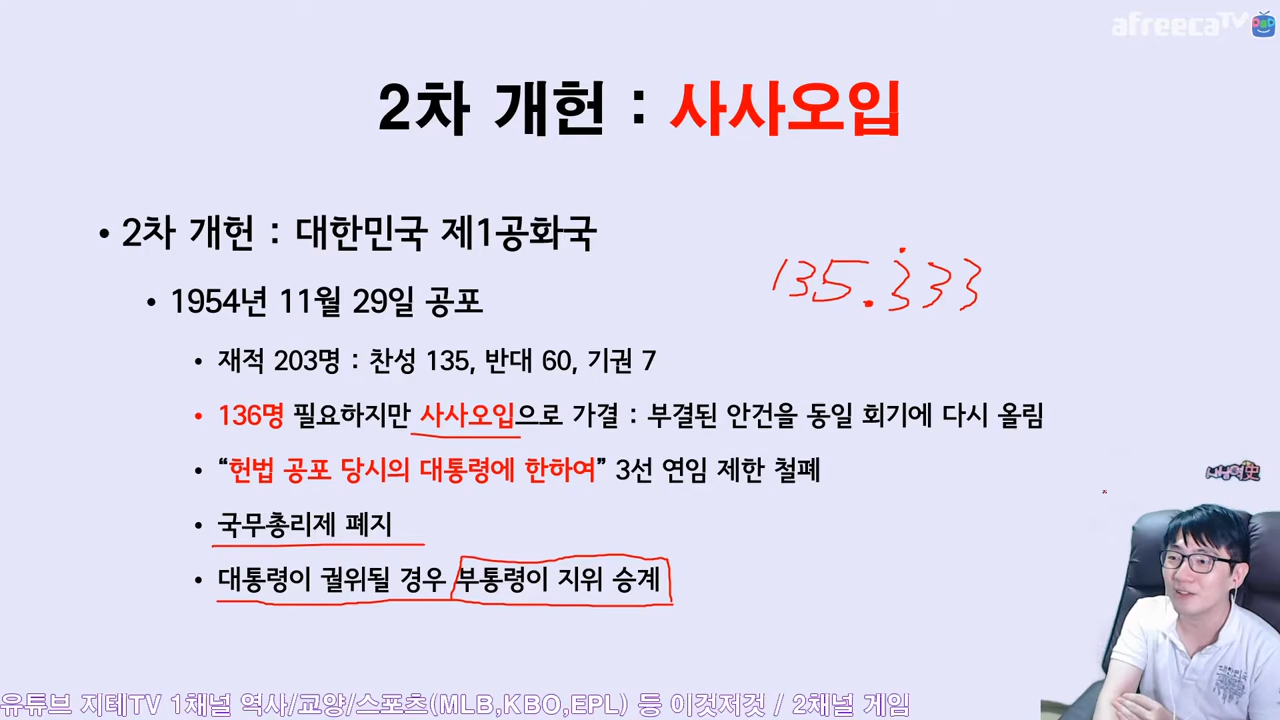 afreecaTV
2차 개헌 : 사사오입
• 2차 개헌 : 대한민국 제1공화국
135.333
• 1954년 11월 29일 공포
• 재적 203명 : 찬성 135, 반대 60, 기권 7
• 136명 필요하지만 사사오입으로 가결 : 부결된 안건을 동일 회기에 다시 올림
• “헌법 공포 당시의 대통령에 한하여” 3선 연임 제한 철폐
• 국무총리제 폐지
• 대통령이 궐위될 경우 부통령이 지위 승계
유튜브 지테TV 1채널 역사/교양/스포츠(MLB,KBO,EPL) 등 이것저것 / 2채널 게임